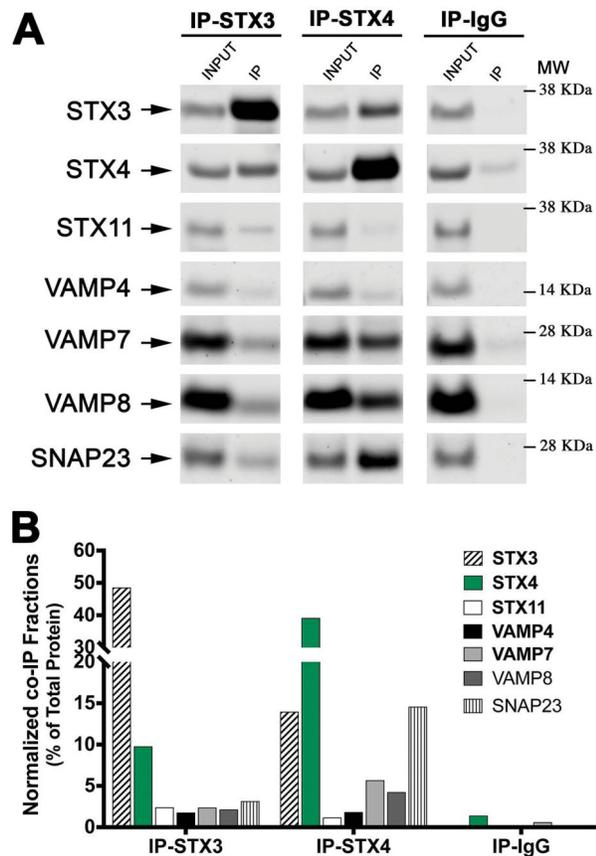 A
IP-STX3 IP-STX4 IP-IgG
INPUT IP INPUT IP INPUT IP MW
38 KDa
STX3
38 KDa
STX4
38 KDa
STX11
VAMP4 14 KDa
28 KDa
VAMP7
14 KDa
VAMP8
28 KDa
SNAP23
B
Normalized co-IP Fractions
(% of Total Protein)
60
50
40
30
20
15
10
5
0
STX3
STX4
STX11
VAMP4
VAMP7
VAMP8
SNAP23
IP-STX3 IP-STX4 IP-IgG